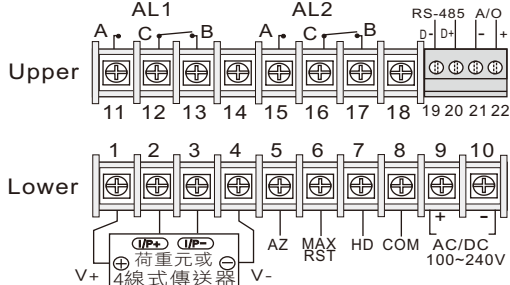 AL1 AL2 RS-485 A/O
A C B A C B D- D+ - +
Upper
11 12 13 14 15 16 17 18 19 20 21 22
1 2 3 4 5 6 7 8 9 10
Lower
+ -
I/P+ I/P- AZ MAX RST HD COM AC/DC 100~240V
荷重元或
V+ 4線式傳送器 V-